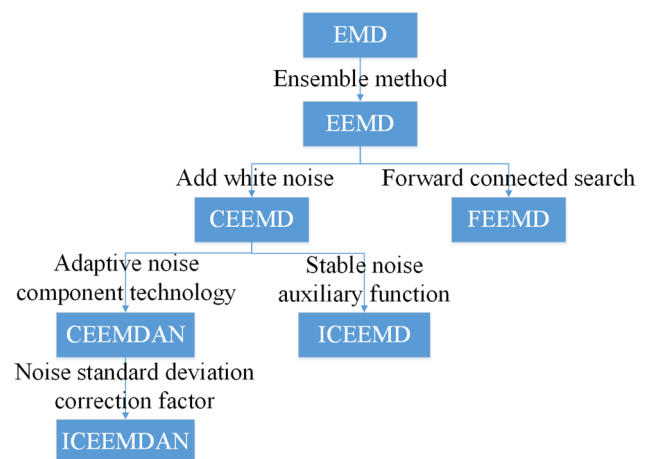 EMD
Ensemble method
EEMD
Add white noise
Forward connected search
CEEMD
FEEMD
Adaptive noise
component technology
Stable noise
auxiliary function
CEEMDAN
ICEEMD
Noise standard deviation
correction factor
ICEEMDAN